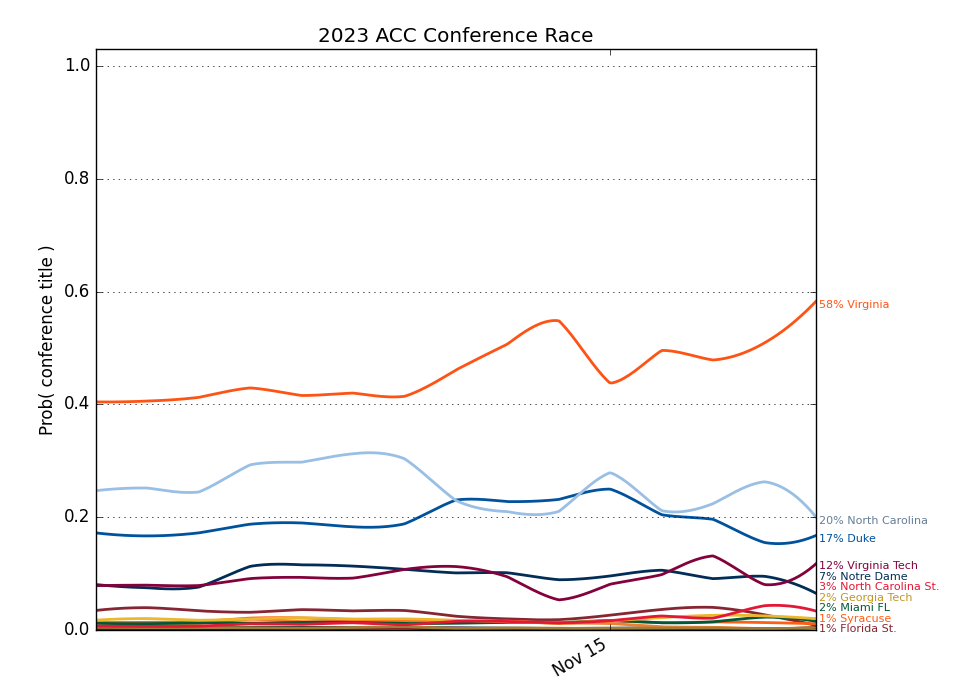 2023 ACC Conference Race
1.0
0.8
0.6
0.4
0.2
0.0
Prob( conference title )
Nov 15
58% Virginia
20% North Carolina
17% Duke
12% Virginia Tech
7% Notre Dame
3% North Carolina St.
2% Georgia Tech
2% Miami FL
1% Syracuse
1% Florida St.